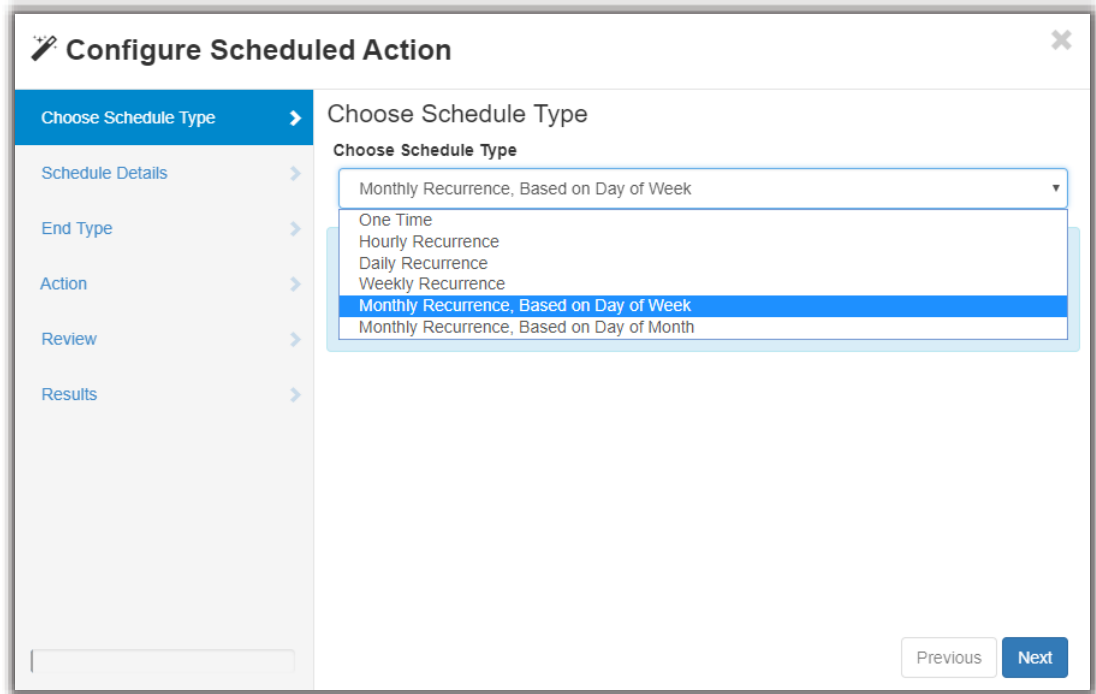 Configure Scheduled Action
Choose Schedule Type
Schedule Details
End Type
Action
Review
Results
Choose Schedule Type
Choose Schedule Type
Monthly Recurrence, Based on Day of Week
One Time
Hourly Recurrence
Daily Recurrence
Weekly Recurrence
Monthly Recurrence, Based on Day of Week
Monthly Recurrence, Based on Day of Month
Previous
Next